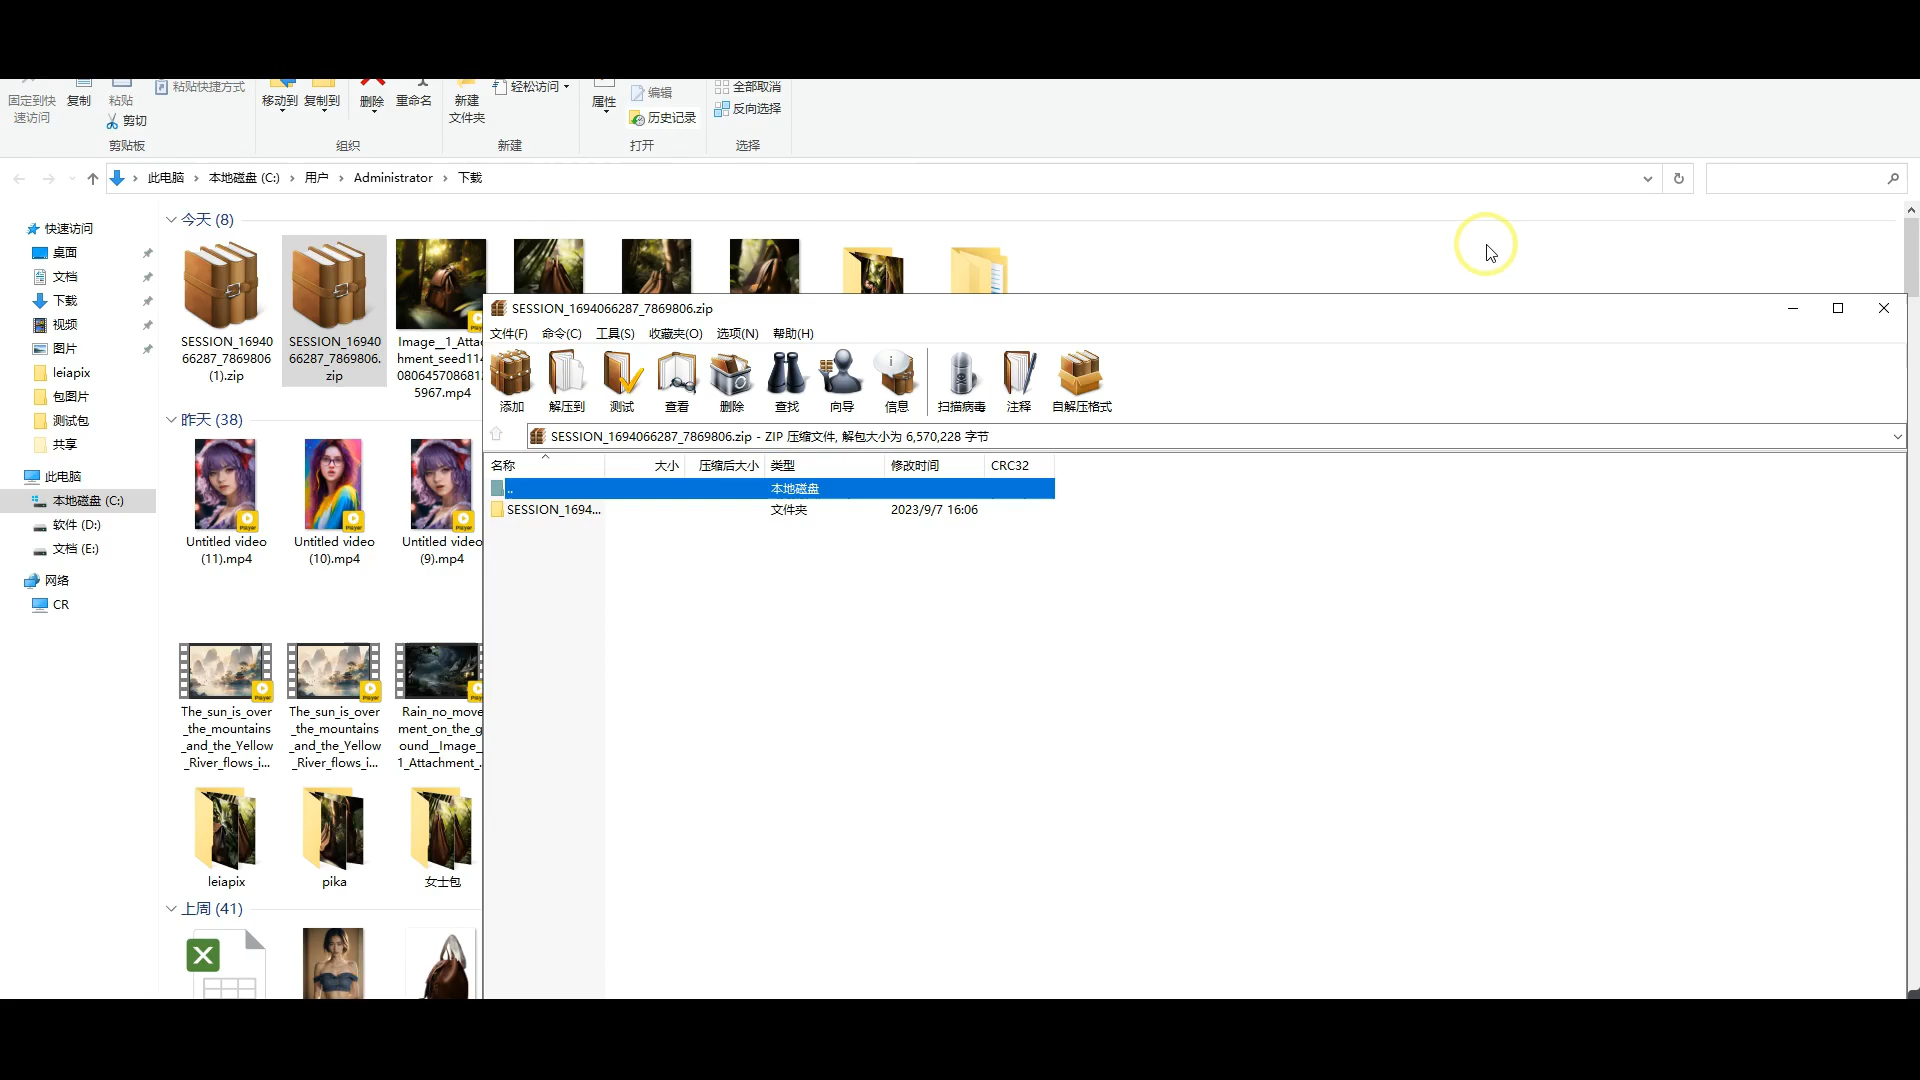 粘贴快捷方式
轻松访问
编辑
全部取消
固定到快
速访问
复制
粘贴
移动到
复制到
删除
重命名
新建
文件夹
属性
历史记录
反向选择
剪切
剪贴板
组织
新建
打开
选择
此电脑 › 本地磁盘 (C:) › 用户 › Administrator › 下载
快速访问
桌面
文档
下载
视频
图片
leiapix
包图片
测试包
共享
此电脑
本地磁盘 (C:)
软件 (D:)
文档 (E:)
网络
CR
今天 (8)
SESSION_16940
66287_7869806
(1).zip
SESSION_16940
66287_7869806.
zip
Image__1_Attac
hment_seed114
080645708681
5967.mp4
昨天 (38)
Untitled video
(11).mp4
Untitled video
(10).mp4
Untitled video
(9).mp4
The_sun_is_over
_the_mountains
_and_the_Yellow
_River_flows_i...
The_sun_is_over
_the_mountains
_and_the_Yellow
_River_flows_i...
Rain_no_move
ment_on_the_g
ound__Image_
1_Attachment_
leiapix
pika
女士包
上周 (41)
SESSION_1694066287_7869806.zip
文件(F) 命令(C) 工具(S) 收藏夹(O) 选项(N) 帮助(H)
添加 解压到 测试 查看 删除 查找 向导 信息 扫描病毒 注释 自解压格式
SESSION_1694066287_7869806.zip - ZIP 压缩文件, 解包大小为 6,570,228 字节
名称 大小 压缩后大小 类型 修改时间 CRC32
.. 本地磁盘
SESSION_1694... 文件夹 2023/9/7 16:06